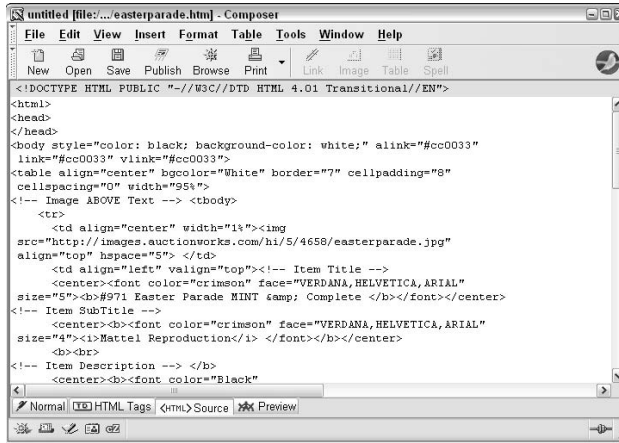 untitled [file:/.../easterparade.htm] - Composer
File Edit View Insert Format Table Tools Window Help
New Open Save Publish Browse Print Link Image Table Spell
<!DOCTYPE HTML PUBLIC "-//W3C//DTD HTML 4.01 Transitional//EN">
<html>
<head>
</head>
<body style="color: black; background-color: white;" alink="#cc0033"
link="#cc0033" vlink="#cc0033">
<table align="center" bgcolor="White" border="7" cellpadding="8"
cellspacing="0" width="95%">
<!-- Image ABOVE Text --> <tbody>
<tr>
<td align="center" width="1%"><img
src="http://images.auctionworks.com/hi/5/4658/easterparade.jpg"
align="top" hspace="5"> </td>
<td align="left" valign="top"><!-- Item Title -->
<center><font color="crimson" face="VERDANA,HELVETICA,ARIAL"
size="5"><b>#971 Easter Parade MINT &amp; Complete </b></font></center>
<!-- Item SubTitle -->
<center><b><font color="crimson" face="VERDANA,HELVETICA,ARIAL"
size="4"><i>Mattel Reproduction</i> </font></b></center>
<b><br>
<!-- Item Description --> </b>
<center><b><font color="Black"
Normal TD HTML Tags <HTML> Source Preview